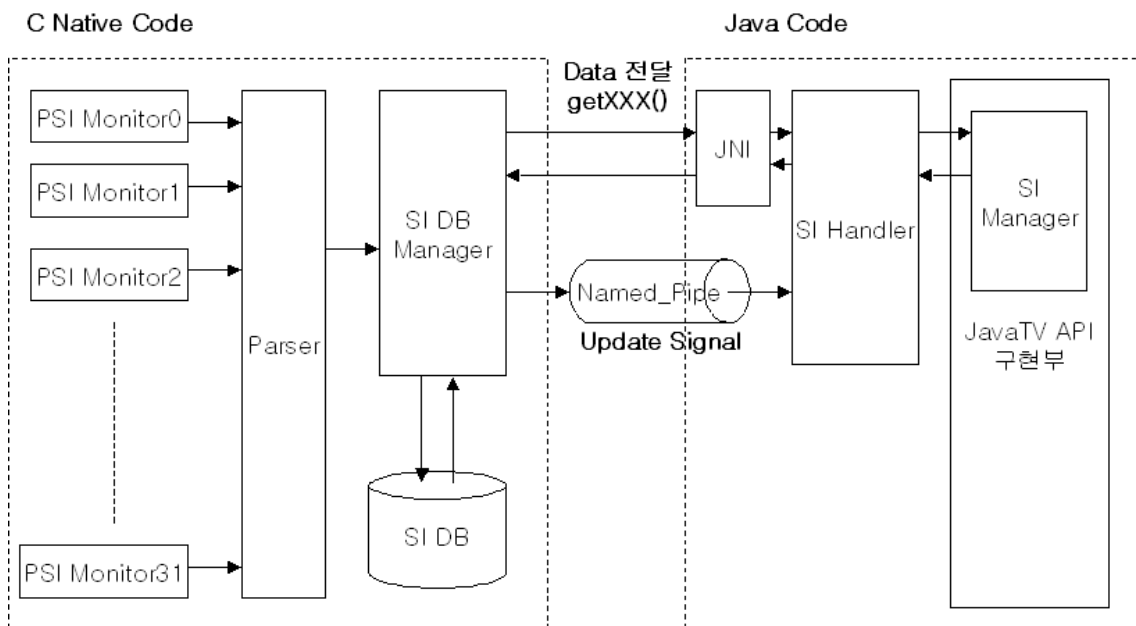 C Native Code
Java Code
Data 전달
getXXX()
PSI Monitor0
PSI Monitor1
PSI Monitor2
PSI Monitor31
Parser
SI DB
Manager
SI DB
JNI
Named_Pipe
Update Signal
SI Handler
SI
Manager
JavaTV API
구현부